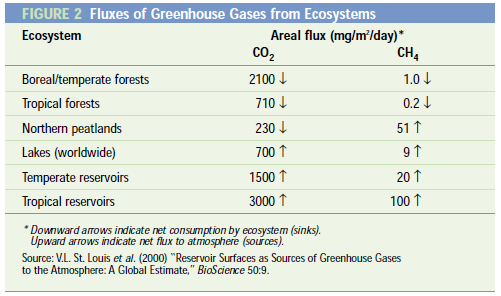 FIGURE 2 Fluxes of Greenhouse Gases from Ecosystems
Ecosystem Areal flux (mg/m²/day)*
CO₂ CH₄
Boreal/temperate forests 2100 ↓ 1.0 ↓
Tropical forests 710 ↓ 0.2 ↓
Northern peatlands 230 ↓ 51 ↑
Lakes (worldwide) 700 ↑ 9 ↑
Temperate reservoirs 1500 ↑ 20 ↑
Tropical reservoirs 3000 ↑ 100 ↑
* Downward arrows indicate net consumption by ecosystem (sinks).
Upward arrows indicate net flux to atmosphere (sources).
Source: V.L. St. Louis et al. (2000) “Reservoir Surfaces as Sources of Greenhouse Gases
to the Atmosphere: A Global Estimate,” BioScience 50:9.